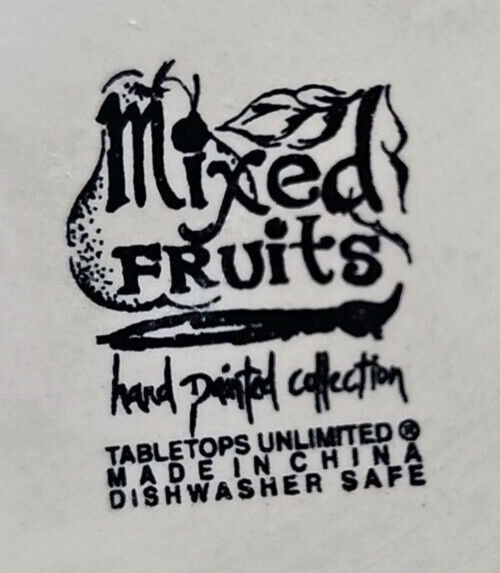 Mixed
FRuits
hand painted collection
TABLETOPS UNLIMITED ®
MADE IN CHINA
DISHWASHER SAFE